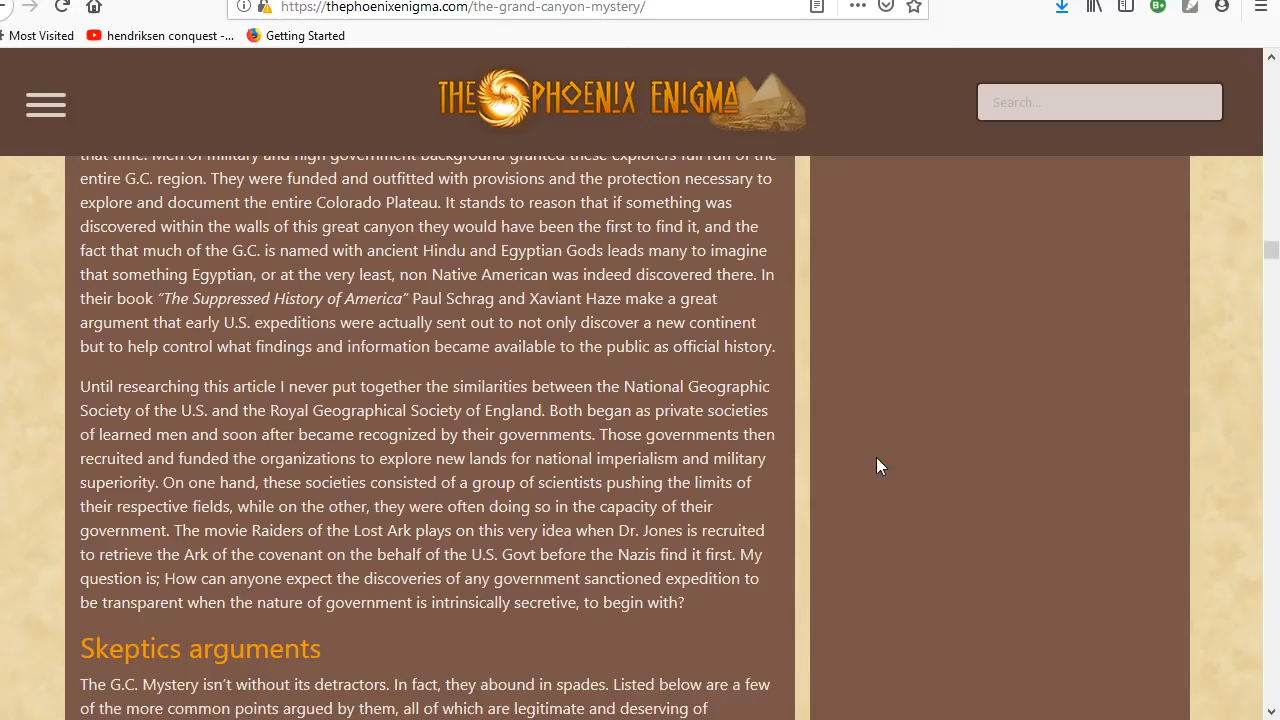 https://thephoenixenigma.com/the-grand-canyon-mystery/
Most Visited
hendriksen conquest -...
Getting Started
THE PHOENIX ENIGMA
Search...
that time. Men of military and high government background granted these explorers full run of the
entire G.C. region. They were funded and outfitted with provisions and the protection necessary to
explore and document the entire Colorado Plateau. It stands to reason that if something was
discovered within the walls of this great canyon they would have been the first to find it, and the
fact that much of the G.C. is named with ancient Hindu and Egyptian Gods leads many to imagine
that something Egyptian, or at the very least, non Native American was indeed discovered there. In
their book “The Suppressed History of America” Paul Schrag and Xaviant Haze make a great
argument that early U.S. expeditions were actually sent out to not only discover a new continent
but to help control what findings and information became available to the public as official history.
Until researching this article I never put together the similarities between the National Geographic
Society of the U.S. and the Royal Geographical Society of England. Both began as private societies
of learned men and soon after became recognized by their governments. Those governments then
recruited and funded the organizations to explore new lands for national imperialism and military
superiority. On one hand, these societies consisted of a group of scientists pushing the limits of
their respective fields, while on the other, they were often doing so in the capacity of their
government. The movie Raiders of the Lost Ark plays on this very idea when Dr. Jones is recruited
to retrieve the Ark of the covenant on the behalf of the U.S. Govt before the Nazis find it first. My
question is; How can anyone expect the discoveries of any government sanctioned expedition to
be transparent when the nature of government is intrinsically secretive, to begin with?
Skeptics arguments
The G.C. Mystery isn’t without its detractors. In fact, they abound in spades. Listed below are a few
of the more common points argued by them, all of which are legitimate and deserving of